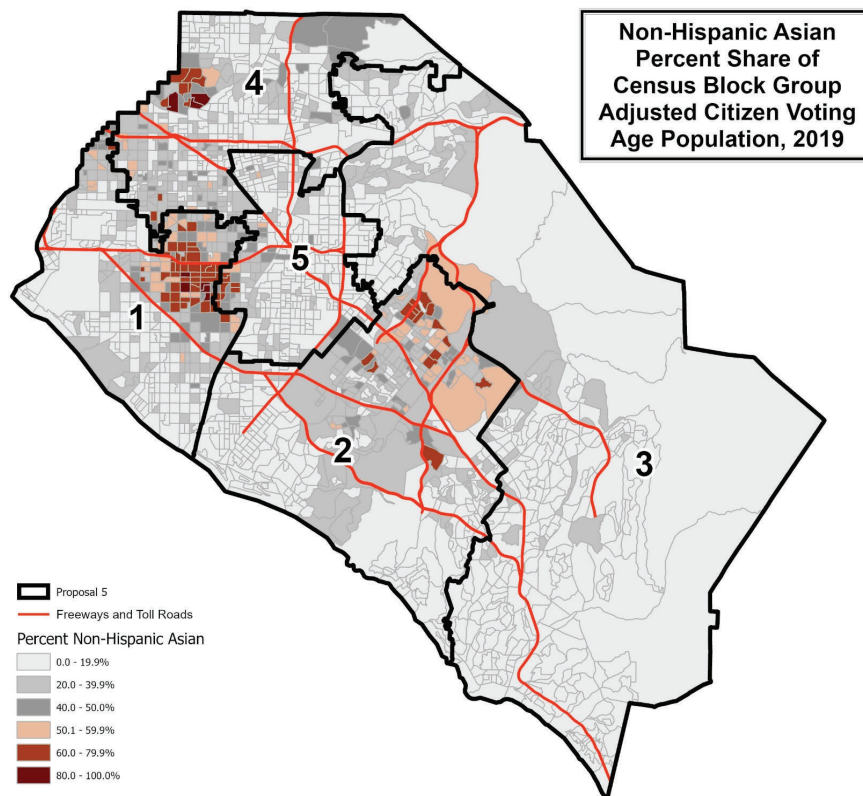 Non-Hispanic Asian
Percent Share of
Census Block Group
Adjusted Citizen Voting
Age Population, 2019
4
5
1
2
3
Proposal 5
Freeways and Toll Roads
Percent Non-Hispanic Asian
0.0 - 19.9%
20.0 - 39.9%
40.0 - 50.0%
50.1 - 59.9%
60.0 - 79.9%
80.0 - 100.0%